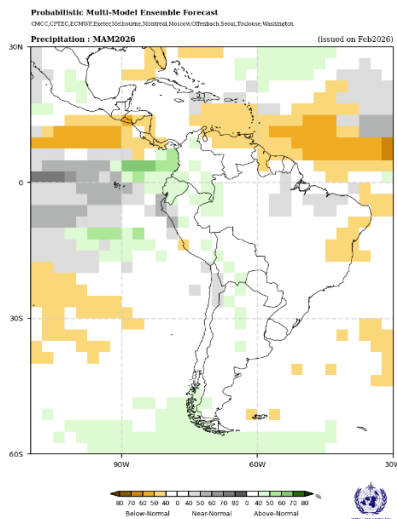 Probabilistic Multi-Model Ensemble Forecast
CMCC,CPTEC,ECMWF,Exeter,Melbourne,Montreal,Moscow,Offenbach,Seoul,Toulouse,Washington
Precipitation : MAM2026 (issued on Feb2026)
30N
0
30S
60S
90W 60W 30W
80 70 60 50 40 0 40 50 60 70 80 0 40 50 60 70 80 %
Below-Normal Near-Normal Above-Normal